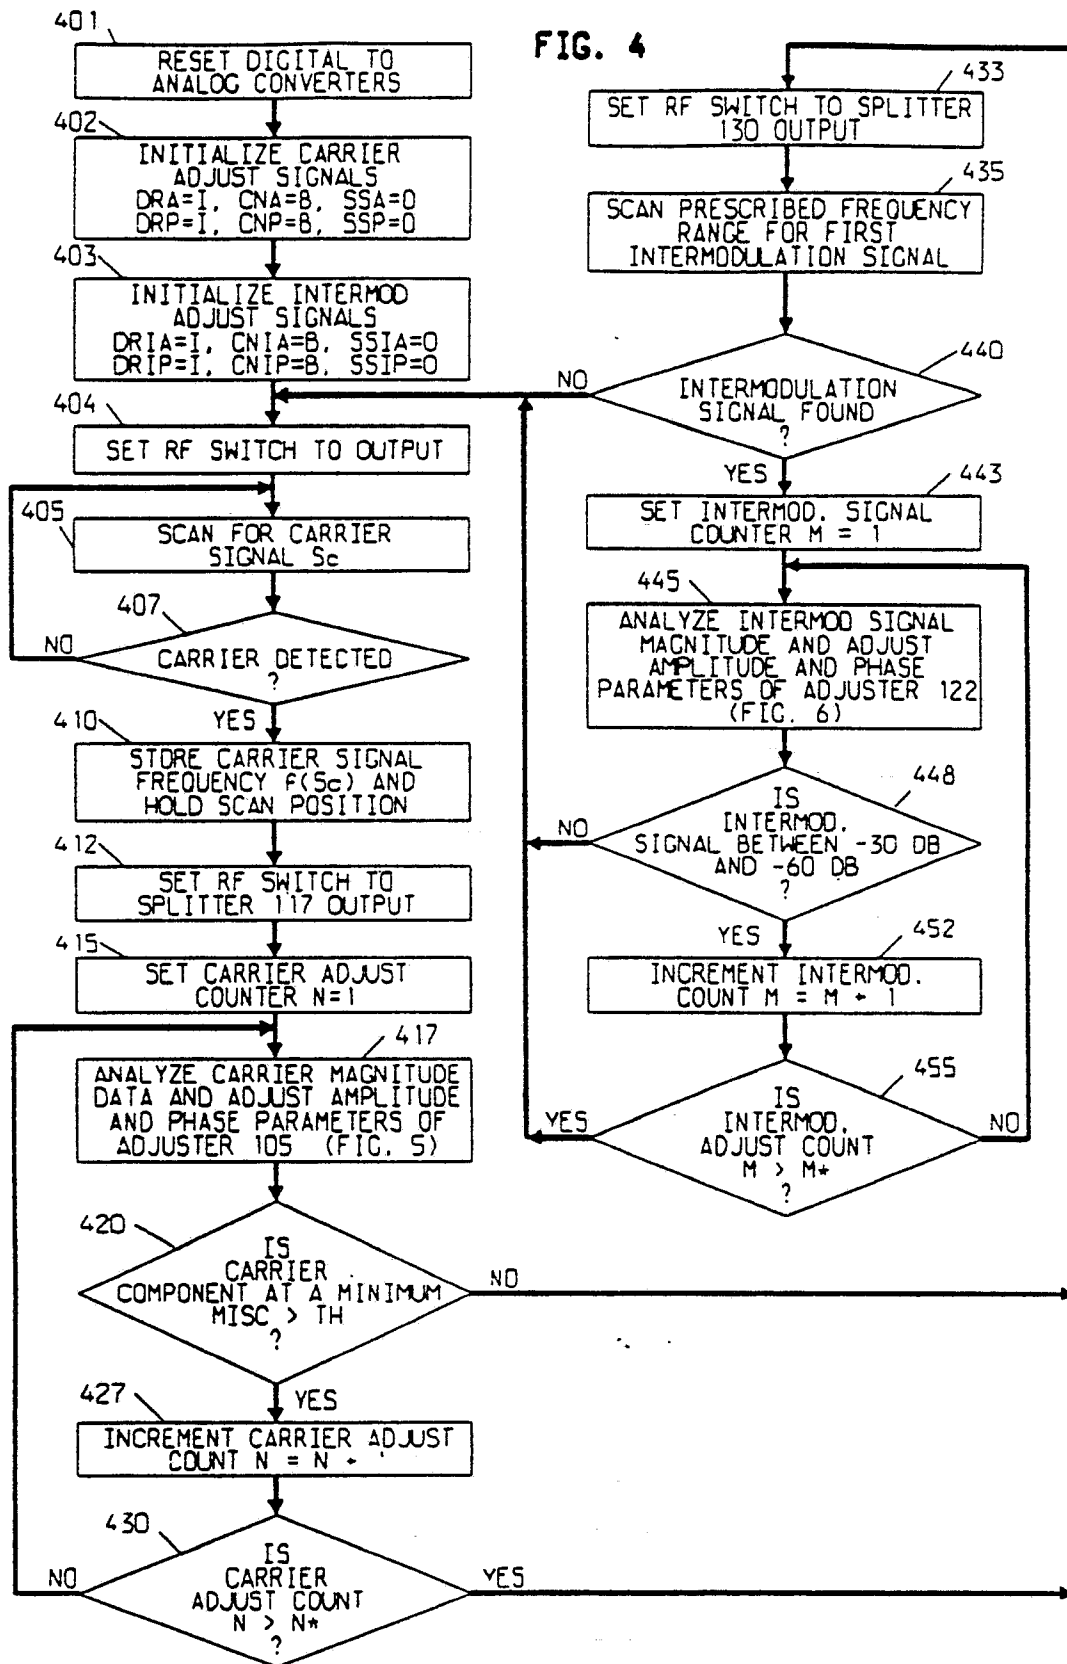 FIG. 4
401
RESET DIGITAL TO
ANALOG CONVERTERS
402
INITIALIZE CARRIER
ADJUST SIGNALS
DRA=I, CNA=B, SSA=0
DRP=I, CNP=B, SSP=0
403
INITIALIZE INTERMOD
ADJUST SIGNALS
DRIA=I, CNIA=B, SSIA=0
DRIP=I, CNIP=B, SSIP=0
404
SET RF SWITCH TO OUTPUT
405
SCAN FOR CARRIER
SIGNAL Sc
407
CARRIER DETECTED
?
NO
YES
410
STORE CARRIER SIGNAL
FREQUENCY f(Sc) AND
HOLD SCAN POSITION
412
SET RF SWITCH TO
SPLITTER 117 OUTPUT
415
SET CARRIER ADJUST
COUNTER N=1
417
ANALYZE CARRIER MAGNITUDE
DATA AND ADJUST AMPLITUDE
AND PHASE PARAMETERS OF
ADJUSTER 105 (FIG. 5)
420
IS
CARRIER
COMPONENT AT A MINIMUM
MISC > TH
?
NO
YES
427
INCREMENT CARRIER ADJUST
COUNT N = N +
430
IS
CARRIER
ADJUST COUNT
N > N*
?
NO
YES
433
SET RF SWITCH TO SPLITTER
130 OUTPUT
435
SCAN PRESCRIBED FREQUENCY
RANGE FOR FIRST
INTERMODULATION SIGNAL
440
INTERMODULATION
SIGNAL FOUND
?
NO
YES
443
SET INTERMOD. SIGNAL
COUNTER M = 1
445
ANALYZE INTERMOD SIGNAL
MAGNITUDE AND ADJUST
AMPLITUDE AND PHASE
PARAMETERS OF ADJUSTER 122
(FIG. 6)
448
IS
INTERMOD.
SIGNAL BETWEEN -30 DB
AND -60 DB
?
NO
YES
452
INCREMENT INTERMOD.
COUNT M = M + 1
455
IS
INTERMOD.
ADJUST COUNT
M > M*
?
YES
NO